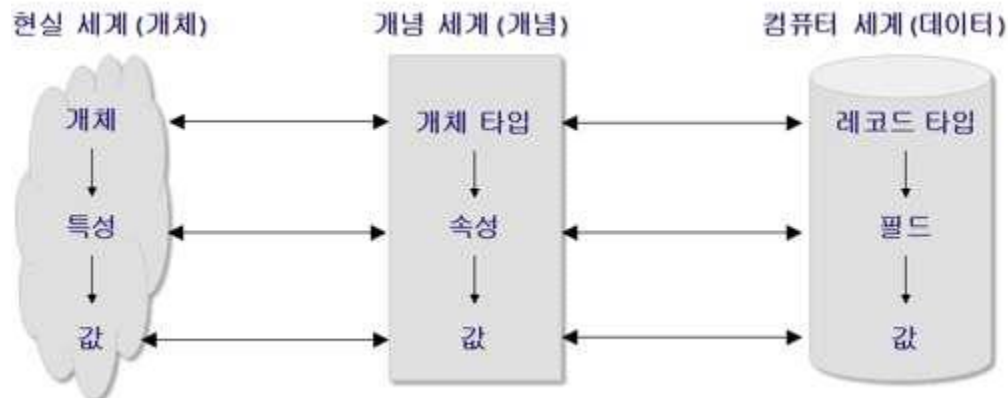 현실 세계(개체) 개념 세계(개념) 컴퓨터 세계(데이터)
개체 개체 타입 레코드 타입
특성 속성 필드
값 값 값